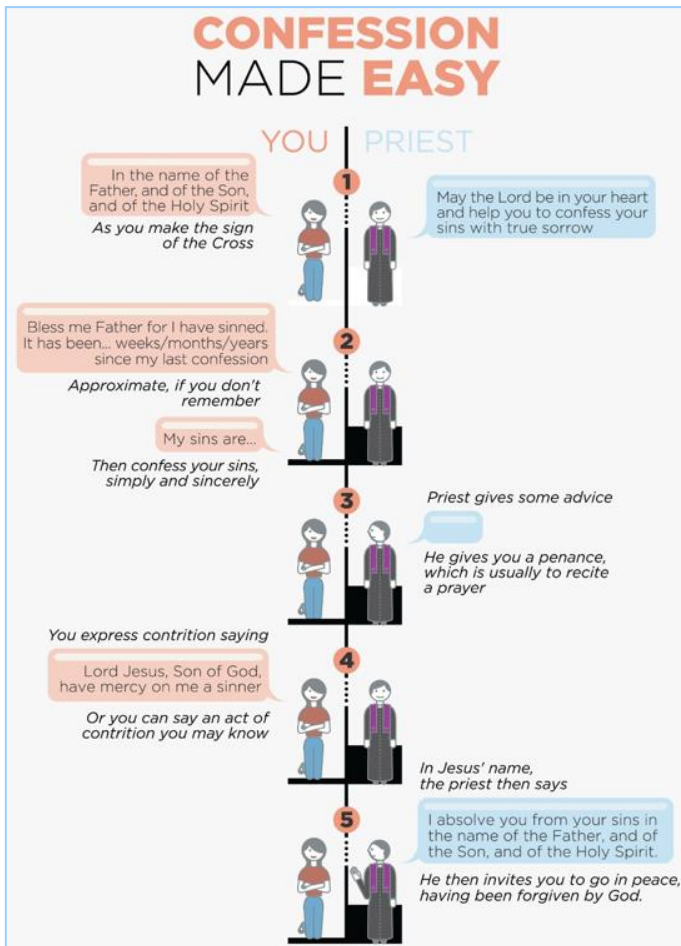 CONFESSION
MADE EASY
YOU PRIEST
1
In the name of the
Father, and of the Son,
and of the Holy Spirit
As you make the sign
of the Cross
May the Lord be in your heart
and help you to confess your
sins with true sorrow
2
Bless me Father for I have sinned.
It has been... weeks/months/years
since my last confession
Approximate, if you don't
remember
My sins are...
Then confess your sins,
simply and sincerely
3
Priest gives some advice
He gives you a penance,
which is usually to recite
a prayer
4
You express contrition saying
Lord Jesus, Son of God,
have mercy on me a sinner
Or you can say an act of
contrition you may know
5
In Jesus' name,
the priest then says
I absolve you from your sins in
the name of the Father, and of
the Son, and of the Holy Spirit.
He then invites you to go in peace,
having been forgiven by God.